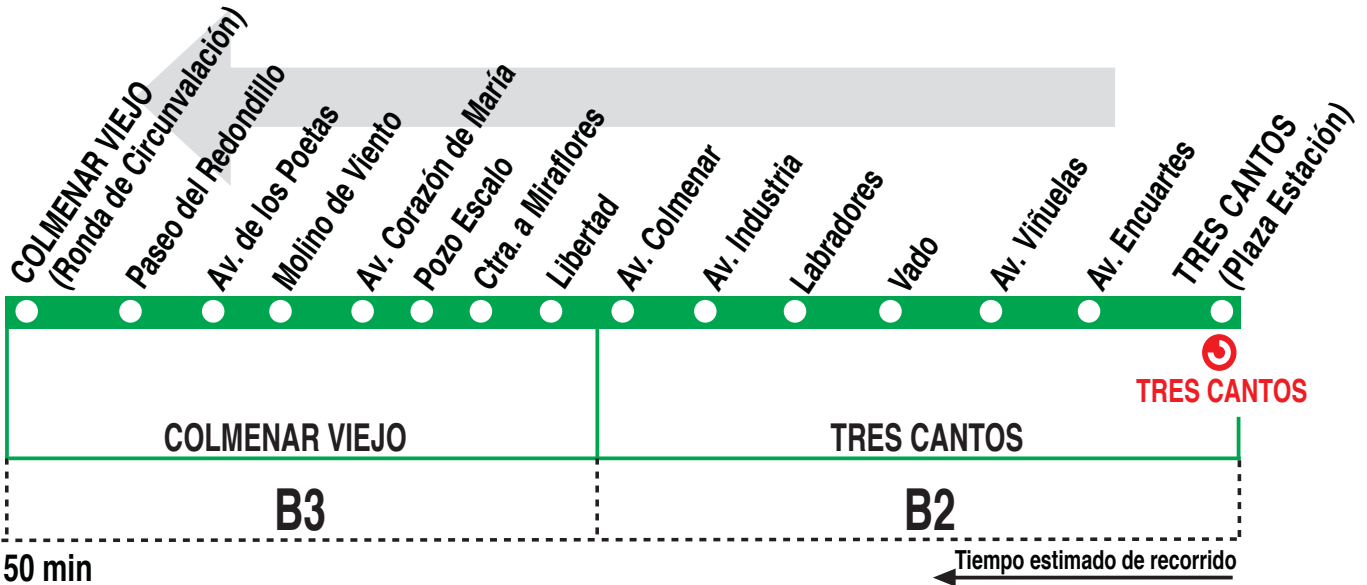 COLMENAR VIEJO
(Ronda de Circunvalación)
Paseo del Redondillo
Av. de los Poetas
Molino de Viento
Av. Corazón de María
Pozo Escalo
Ctra. a Miraflores
Libertad
Av. Colmenar
Av. Industria
Labradores
Vado
Av. Viñuelas
Av. Encuartes
TRES CANTOS
(Plaza Estación)
TRES CANTOS
COLMENAR VIEJO
TRES CANTOS
B3
B2
50 min
Tiempo estimado de recorrido